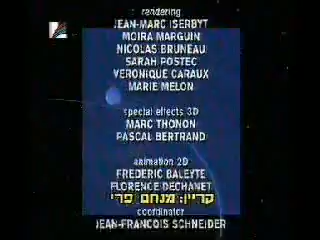 rendering
JEAN-MARC ISERBYT
MOIRA MARGUIN
NICOLAS BRUNEAU
SARAH POSTEC
VERONIQUE CARAUX
MARIE MELON
special effects 3D
MARC THONON
PASCAL BERTRAND
animation 2D
FREDERIC BALEYTE
FLORENCE DECHANET
קריין: מנחם פרי
coordinator
JEAN-FRANCOIS SCHNEIDER